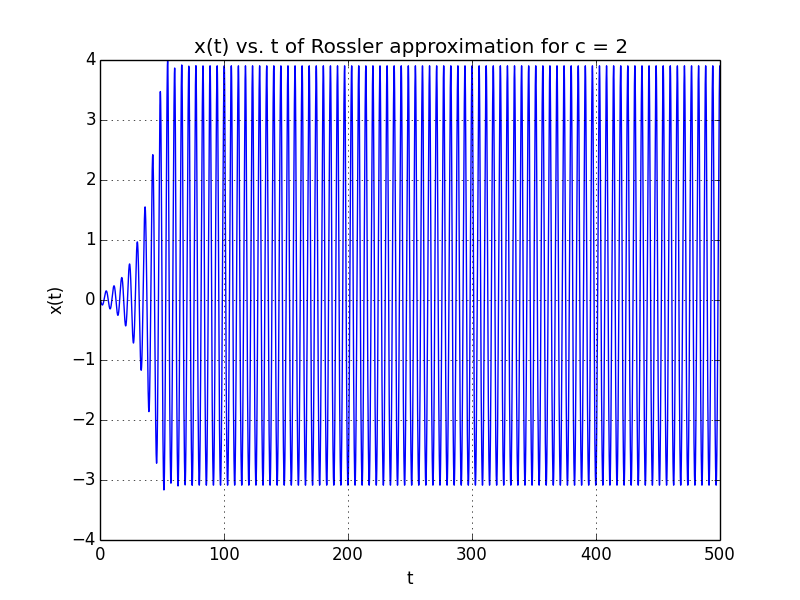 x(t) vs. t of Rossler approximation for c = 2
4
3
2
1
0
−1
−2
−3
−4
x(t)
0 100 200 300 400 500
t